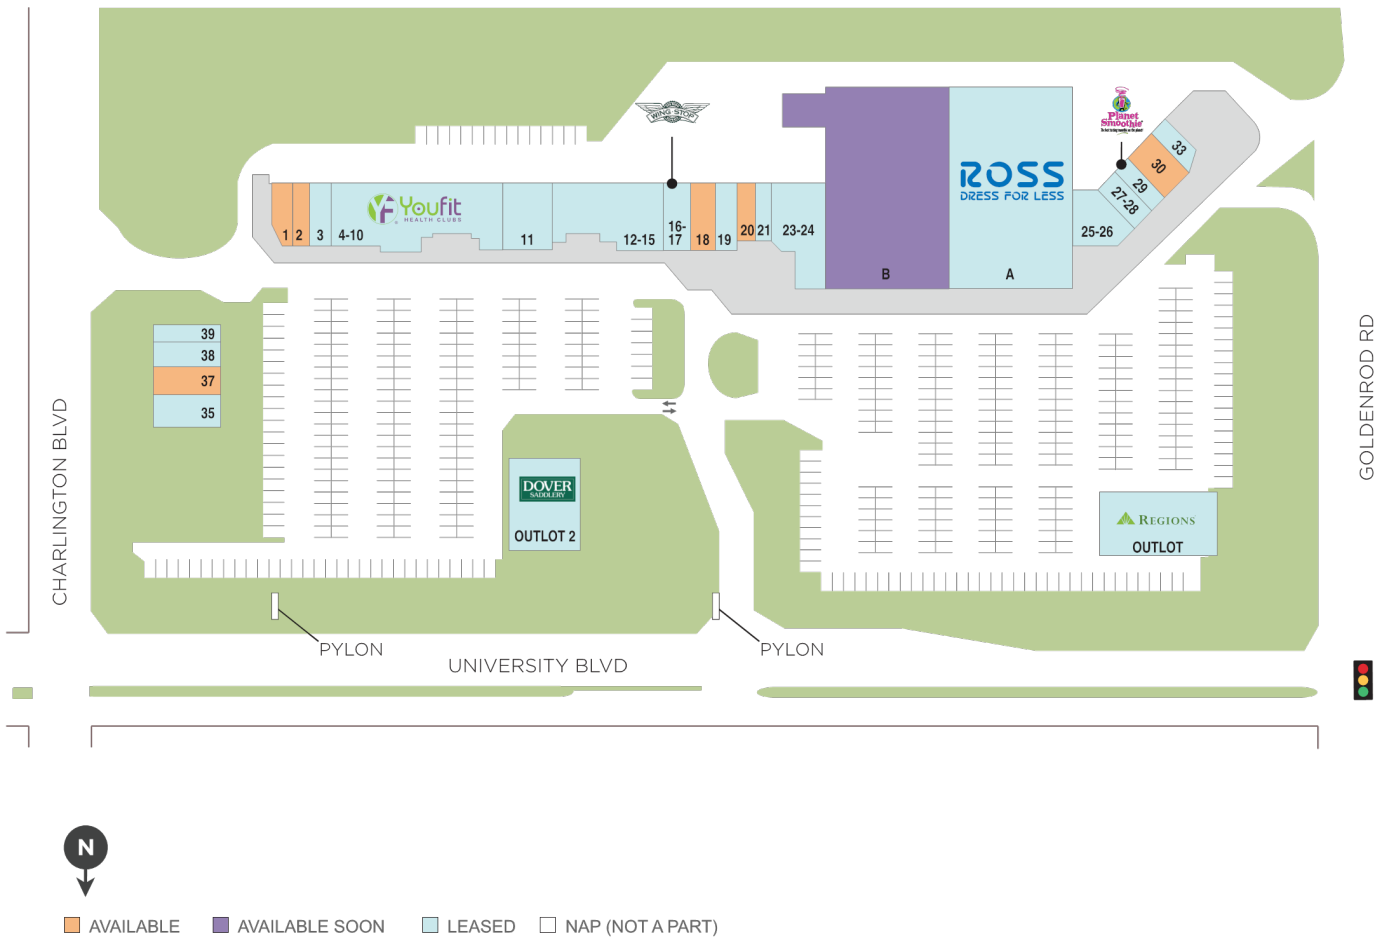 WING STOP
Planet
Smoothie
ROSS
DRESS FOR LESS
Youfit
HEALTH CLUBS
1
2
3
4-10
11
12-15
16-
17
18
19
20
21
23-24
B
A
25-26
27-28
29
30
33
39
38
37
35
DOVER
SADDLERY
OUTLOT 2
REGIONS
OUTLOT
CHARLINGTON BLVD
GOLDENROD RD
PYLON
PYLON
UNIVERSITY BLVD
N
AVAILABLE
AVAILABLE SOON
LEASED
NAP (NOT A PART)